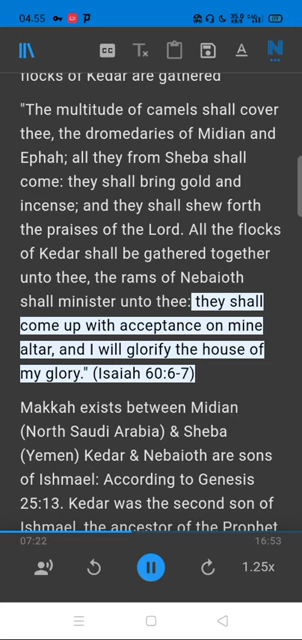 04.55
CC
flocks of Kedar are gathered
"The multitude of camels shall cover
thee, the dromedaries of Midian and
Ephah; all they from Sheba shall
come: they shall bring gold and
incense; and they shall shew forth
the praises of the Lord. All the flocks
of Kedar shall be gathered together
unto thee, the rams of Nebaioth
shall minister unto thee: they shall
come up with acceptance on mine
altar, and I will glorify the house of
my glory." (Isaiah 60:6-7)
Makkah exists between Midian
(North Saudi Arabia) & Sheba
(Yemen) Kedar & Nebaioth are sons
of Ishmael: According to Genesis
25:13. Kedar was the second son of
Ishmael, the ancestor of the Prophet
07:22
16:53
1.25x